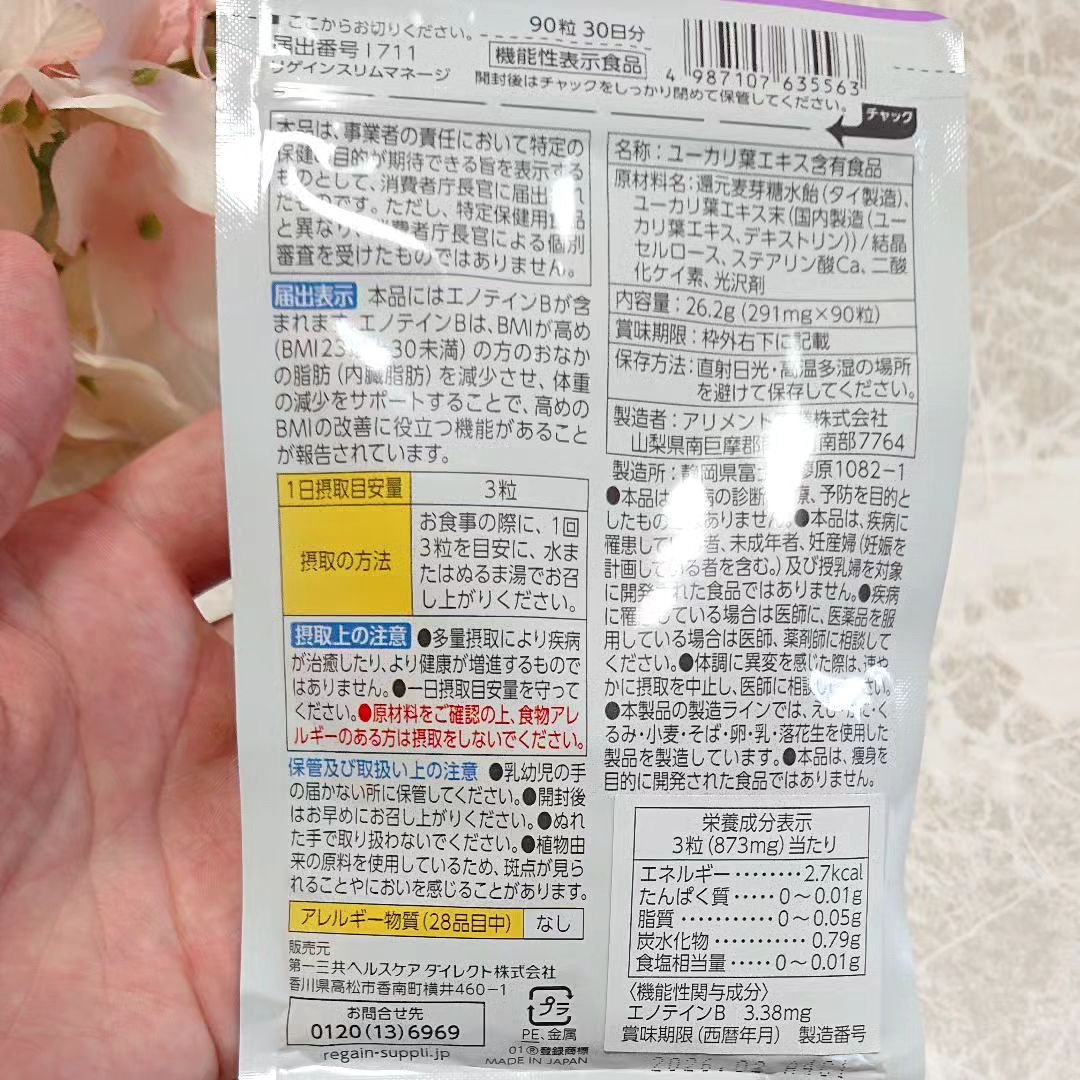 ここからお切りください。
届出番号I711
リゲインスリムマネージ
90粒 30日分
機能性表示食品
4 987107 635563
開封後はチャックをしっかり閉めて保管してください。
チャック
本品は、事業者の責任において特定の
保健の目的が期待できる旨を表示する
ものとして、消費者庁長官に届出
たものです。ただし、特定保健用食品
と異なり、消費者庁長官による個別
審査を受けたものではありません。
届出表示 本品にはエノテインBが含
まれます。エノテインBは、BMIが高め
(BMI23 30未満)の方のおなか
の脂肪(内臓脂肪)を減少させ、体重
の減少をサポートすることで、高めの
BMIの改善に役立つ機能があること
が報告されています。
1日摂取目安量 3粒
摂取の方法
お食事の際に、1回
3粒を目安に、水ま
たはぬるま湯でお召
し上がりください。
摂取上の注意 ●多量摂取により疾病
が治癒したり、より健康が増進するもので
はありません。●一日摂取目安量を守って
ください。●原材料をご確認の上、食物アレ
ルギーのある方は摂取をしないでください。
保管及び取扱い上の注意 ●乳幼児の手
の届かない所に保管してください。●開封後
はお早めにお召し上がりください。●ぬれ
た手で取り扱わないでください。●植物由
来の原料を使用しているため、斑点が見ら
れることやにおいを感じることがあります。
アレルギー物質(28品目中) なし
販売元
第一三共ヘルスケア ダイレクト株式会社
香川県高松市香南町横井460-1
お問合せ先
0120(13)6969
regain-suppli.jp
プラ
PE、金属
01®登録商標
MADE IN JAPAN
名称:ユーカリ葉エキス含有食品
原材料名:還元麦芽糖水飴(タイ製造)、
ユーカリ葉エキス末(国内製造(ユー
カリ葉エキス、デキストリン))/結晶
セルロース、ステアリン酸Ca、二酸
化ケイ素、光沢剤
内容量:26.2g(291mg×90粒)
賞味期限:枠外右下に記載
保存方法:直射日光・高温多湿の場所
を避けて保存してください。
製造者:アリメント 業株式会社
山梨県南巨摩郡 南部7764
製造所:静岡県富士 原1082-1
●本品は 病の診断 療、予防を目的と
したもの ありません。●本品は、疾病に
罹患して 者、未成年者、妊産婦(妊娠を
計画している者を含む。)及び授乳婦を対象
に開発された食品ではありません。●疾病
に罹 している場合は医師に、医薬品を服
用している場合は医師、薬剤師に相談して
ください。●体調に異変を感じた際は、速や
かに摂取を中止し、医師に相談 ください。
●本製品の製造ラインでは、えび・かに・く
るみ・小麦・そば・卵・乳・落花生を使用した
製品を製造しています。●本品は、痩身を
目的に開発された食品ではありません。
栄養成分表示
3粒(873mg)当たり
エネルギー………2.7kcal
たんぱく質……0〜0.01g
脂質…………0〜0.05g
炭水化物…………0.79g
食塩相当量……0〜0.01g
〈機能性関与成分〉
エノテインB 3.38mg
賞味期限(西暦年月) 製造番号